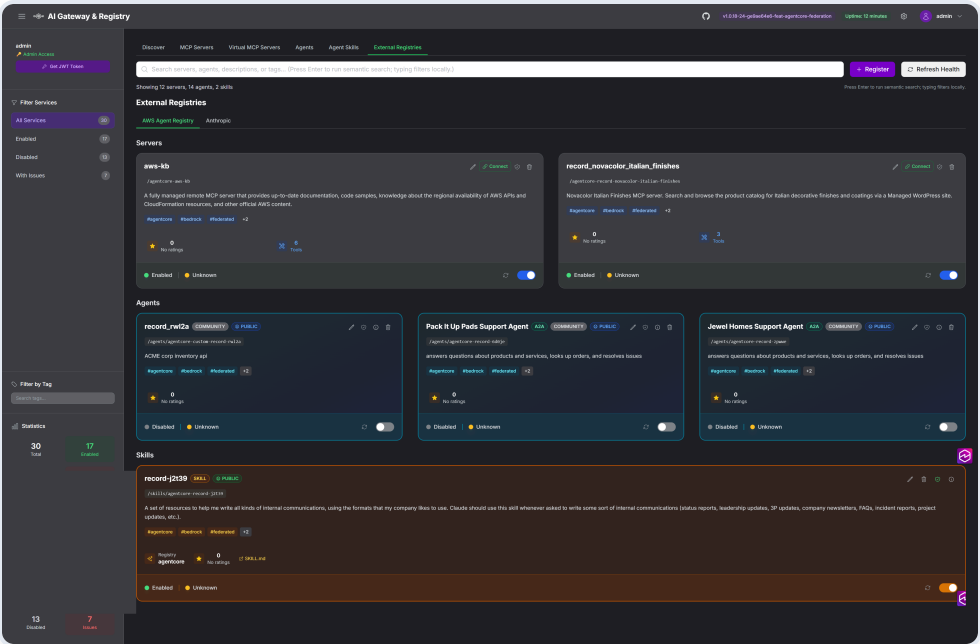 AI Gateway & Registry
v1.0.18-24-ge9ae64e6-feat-agentcore-federation
Uptime: 12 minutes
admin
admin
Admin Access
Get JWT Token
Filter Services
All Services 30
Enabled 17
Disabled 13
With Issues 7
Filter by Tag
Search tags...
Statistics
30
Total
17
Enabled
13
Disabled
7
Issues
Discover MCP Servers Virtual MCP Servers Agents Agent Skills External Registries
Search servers, agents, descriptions, or tags... (Press Enter to run semantic search; typing filters locally.)
+ Register
Refresh Health
Showing 12 servers, 14 agents, 2 skills
Press Enter to run semantic search; typing filters locally.
External Registries
AWS Agent Registry Anthropic
Servers
aws-kb
Connect
/agentcore-aws-kb
A fully managed remote MCP server that provides up-to-date documentation, code samples, knowledge about the regional availability of AWS APIs and
CloudFormation resources, and other official AWS content.
#agentcore #bedrock #federated +2
0
No ratings
6
Tools
Enabled Unknown
record_novacolor_italian_finishes
Connect
/agentcore-record-novacolor-italian-finishes
Novacolor Italian Finishes MCP server. Search and browse the product catalog for Italian decorative finishes and coatings via a Managed WordPress site.
#agentcore #bedrock #federated +2
0
No ratings
3
Tools
Enabled Unknown
Agents
record_rwl2a COMMUNITY PUBLIC
/agents/agentcore-custom-record-rwl2a
ACME corp inventory api
#agentcore #bedrock #federated +3
0
No ratings
Disabled Unknown
Pack It Up Pads Support Agent A2A COMMUNITY PUBLIC
answers questions about products and services, looks up orders, and resolves issues
#agentcore #bedrock #federated +2
0
No ratings
Disabled Unknown
Jewel Homes Support Agent A2A COMMUNITY PUBLIC
answers questions about products and services, looks up orders, and resolves issues
#agentcore #bedrock #federated +2
0
No ratings
Disabled Unknown
Skills
record-j2t39 SKILL PUBLIC
/skills/agentcore-record-j2t39
A set of resources to help me write all kinds of internal communications, using the formats that my company likes to use. Claude should use this skill whenever asked to write some sort of internal communications (status reports, leadership updates, 3P updates, company newsletters, FAQs, incident reports, project
updates, etc.).
#agentcore #bedrock #federated +3
Registry
agentcore
0
No ratings
SKILL.md
Enabled Unknown